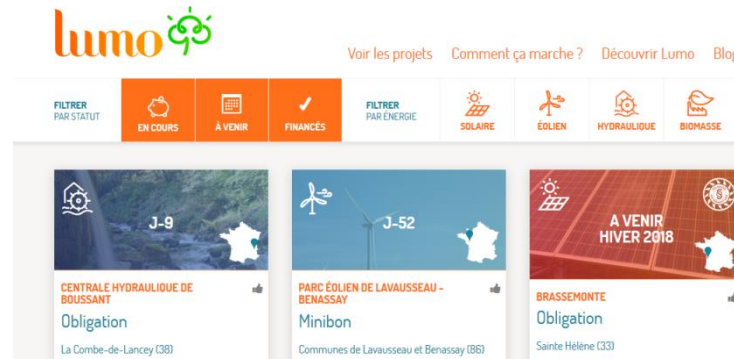 lumo
Voir les projets Comment ça marche ? Découvrir Lumo Blog
FILTRER
PAR STATUT
EN COURS
À VENIR
FINANCÉS
FILTRER
PAR ÉNERGIE
SOLAIRE
ÉOLIEN
HYDRAULIQUE
BIOMASSE
J-9
CENTRALE HYDRAULIQUE DE
BOUSSANT
Obligation
La Combe-de-Lancey (38)
J-52
PARC ÉOLIEN DE LAVAUSSEAU -
BENASSAY
Minibon
Communes de Lavausseau et Benassay (86)
A VENIR
HIVER 2018
BRASSEMONTE
Obligation
Sainte Hélène (33)